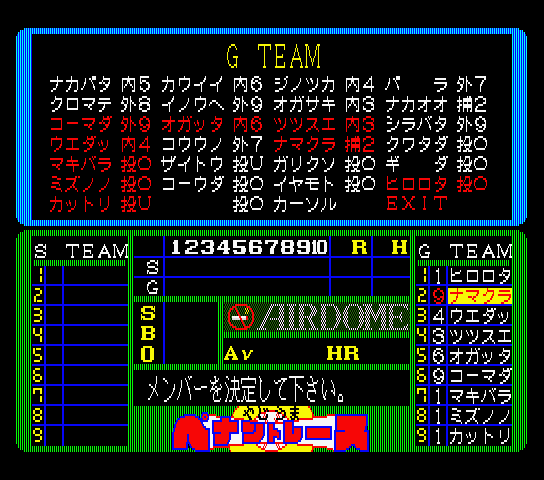 G TEAM
ナカバタ 内5 カウイイ 内6 ジノツカ 内4 パ ラ 外7
クロマテ 外8 イノウヘ 外9 オガサキ 内3 ナカオオ 捕2
コーマダ 外9 オガッタ 内6 ツツスエ 内3 シラバタ 外9
ウエダッ 内4 コウウノ 外7 ナマクラ 捕2 クワタダ 投O
マキバラ 投O ザイトウ 投U ガリクソ 投O ギ ダ 投O
ミズノノ 投O コーウダ 投O イヤモト 投O ヒロロタ 投O
カットリ 投U 投O カーソル EXIT
S TEAM
1
2
3
4
5
6
7
8
9
12345678910 R H
S
G
S
B
O
AIRDOME
Av HR
メンバーを決定して下さい。
ペナントレース
G TEAM
1 1 ヒロロタ
2 9 ナマクラ
3 4 ウエダッ
4 3 ツツスエ
5 6 オガッタ
6 9 コーマダ
7 1 マキバラ
8 1 ミズノノ
9 1 カットリ